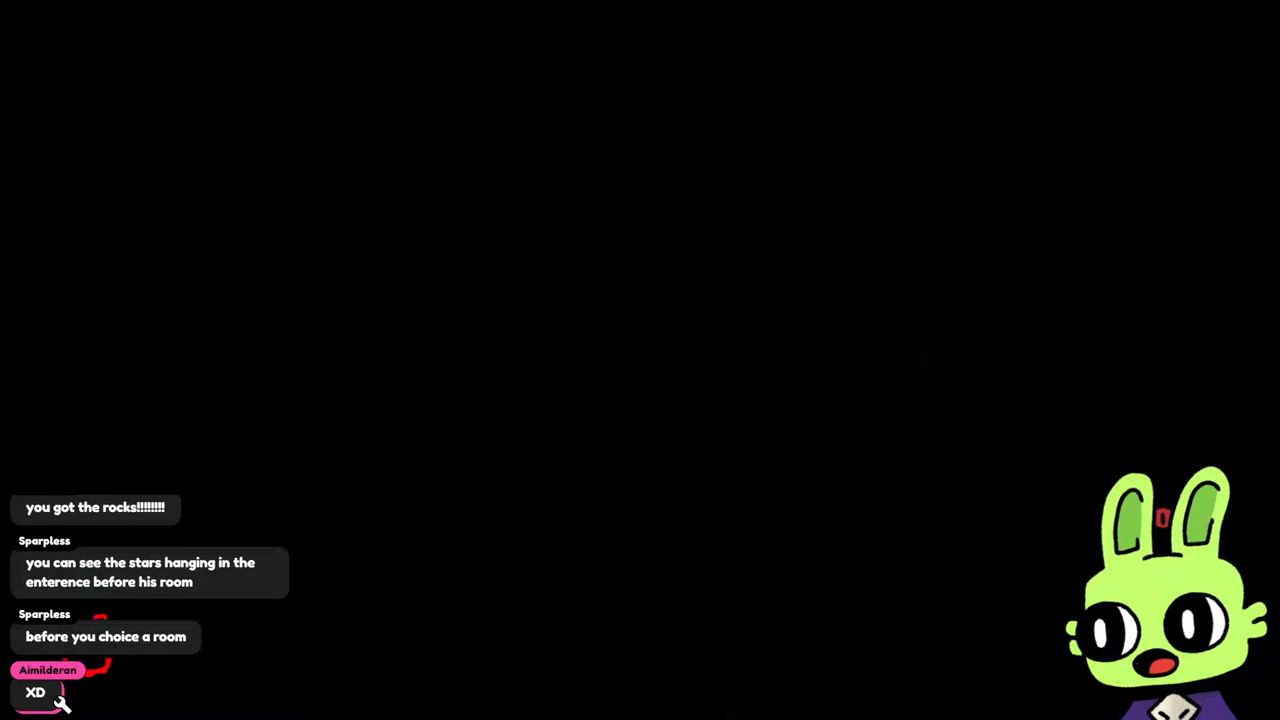 you got the rocks!!!!!!!!
Sparpless
you can see the stars hanging in the
enterence before his room
Sparpless
before you choice a room
Aimilderan
XD